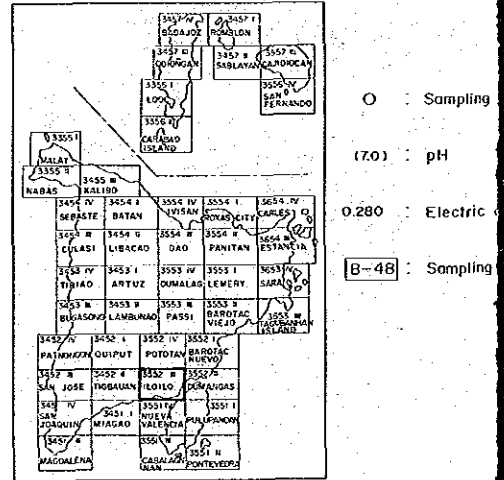 3457 IV 3457 I
BADAJOZ ROMBLON
3457 III 3457 II 3557 III
ODIONGAN SABLAYAN CAJIDIOCAN
3355 I 3556 IV
LOOC SAN FERNANDO
3356 II
CARABAO ISLAND
3355 I
MALAY
3355 II 3455 III
NABAS KALIBO
3454 IV 3454 I 3554 IV 3554 I 3654 IV
SEBASTE BATAN IVISAN ROXAS CITY CARLES
3454 III 3454 II 3554 III 3554 II 3654 III
CULASI LIBACAO DAO PANITAN ESTANCIA
3453 IV 3453 I 3553 IV 3553 I 3653 IV
TIBIAO ARTUZ DUMALAG LEMERY SARA
3453 III 3453 II 3553 III 3553 II 3653 III
BUGASONG LAMBUNAO PASSI BAROTAC VIEJO TAGUBANHAN ISLAND
3452 IV 3452 I 3552 IV 3552 I
PATNONGON QUIPUT POTOTAN BAROTAC NUEVO
3452 III 3452 II 3552 III 3552 II
SAN JOSE TIGBAUAN ILOILO DUMANGAS
3451 IV 3451 I 3551 IV 3551 I
SAN JOAQUIN MIAGAO NUEVA VALENCIA PULUPANDAN
3451 III 3551 III 3551 II
MAGDALENA CABALAGNAN PONTEVEDRA
O : Sampling
(7.0) : pH
0.280 : Electric
B-48 : Sampling